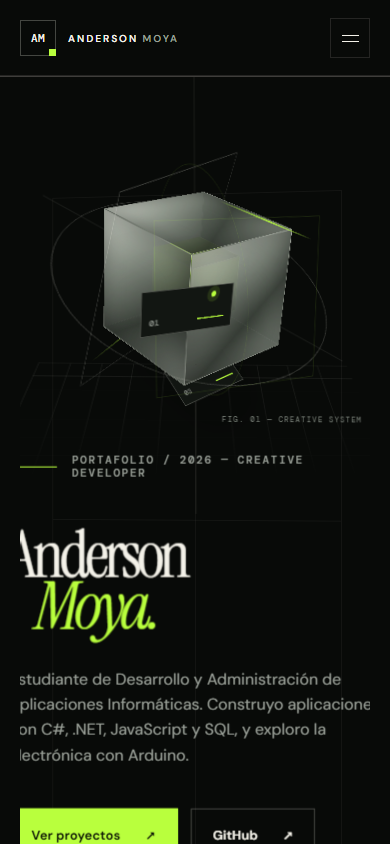 AM
ANDERSON MOYA
01
01
FIG. 01 — CREATIVE SYSTEM
PORTAFOLIO / 2026 — CREATIVE
DEVELOPER
Anderson
Moya.
studiante de Desarrollo y Administración de
plicaciones Informáticas. Construyo aplicacione
on C#, .NET, JavaScript y SQL, y exploro la
lectrónica con Arduino.
Ver proyectos ↗
GitHub ↗